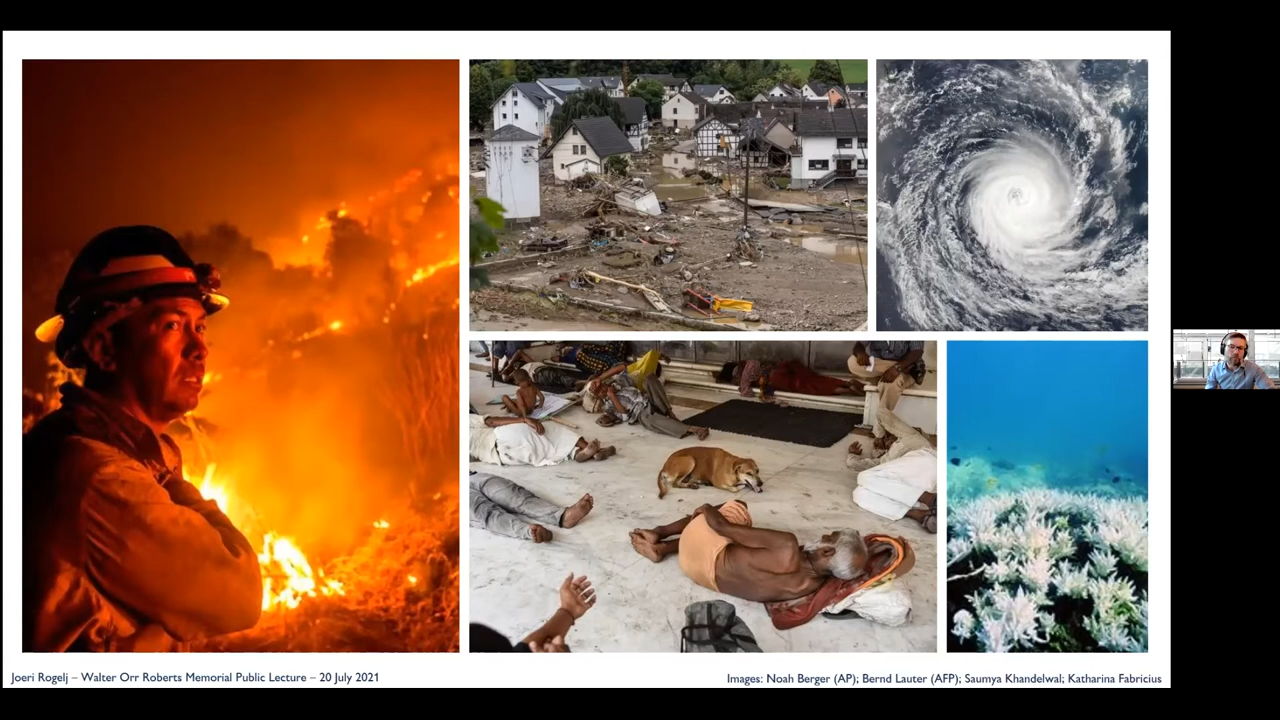 Joeri Rogelj – Walter Orr Roberts Memorial Public Lecture – 20 July 2021
Images: Noah Berger (AP); Bernd Lauter (AFP); Saumya Khandelwal; Katharina Fabricius